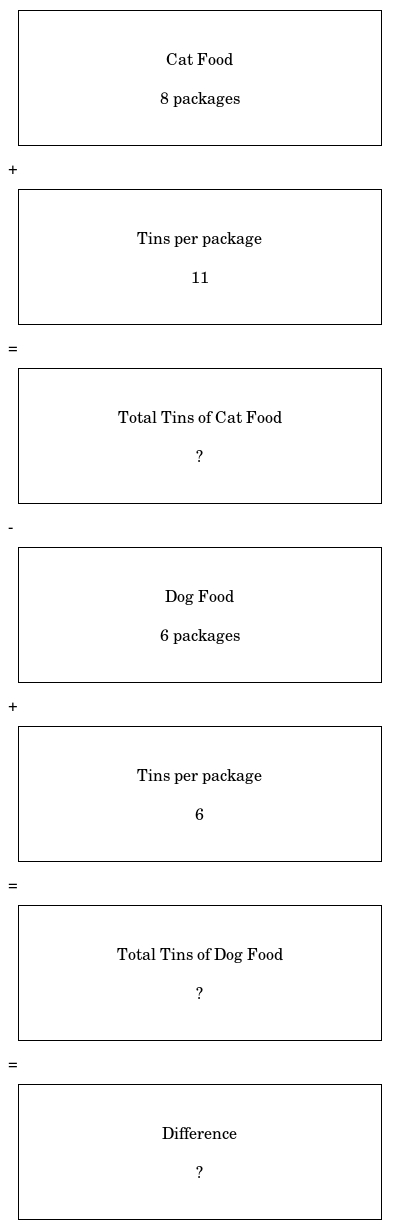 Cat Food
8 packages
+
Tins per package
11
=
Total Tins of Cat Food
?
-
Dog Food
6 packages
+
Tins per package
6
=
Total Tins of Dog Food
?
=
Difference
?